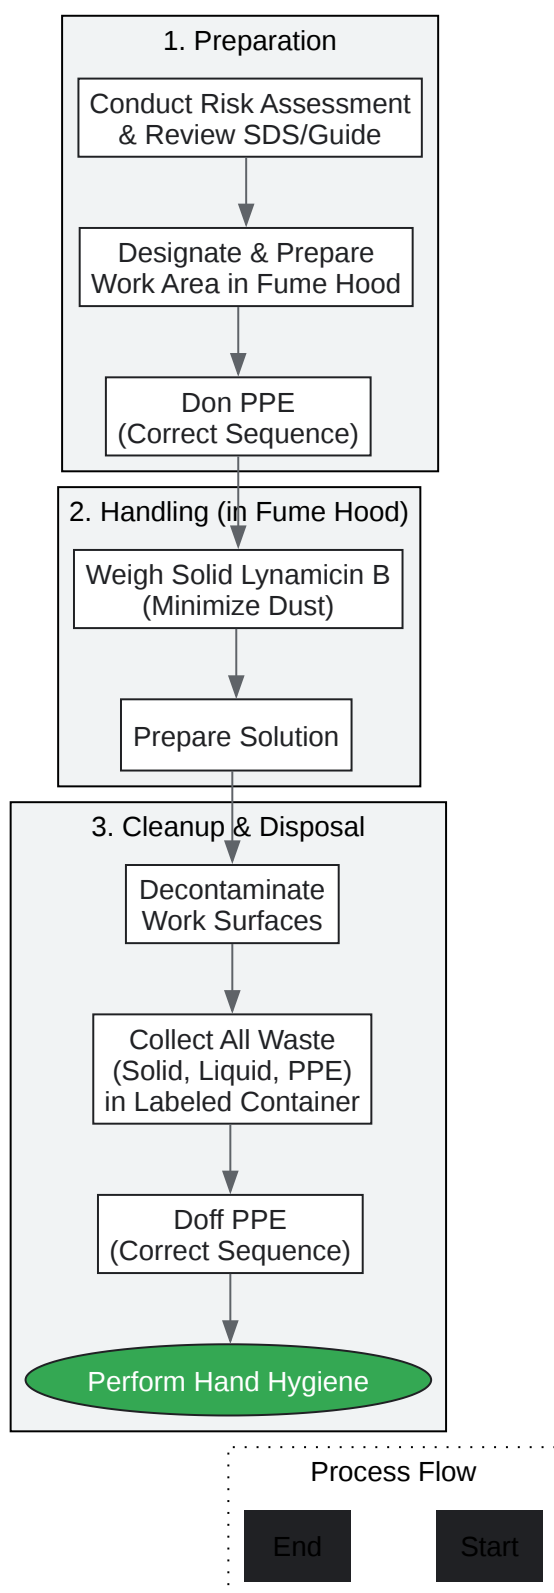 1. Preparation
Conduct Risk Assessment
& Review SDS/Guide
Designate & Prepare
Work Area in Fume Hood
Don PPE
(Correct Sequence)
2. Handling (in Fume Hood)
Weigh Solid Lynamicin B
(Minimize Dust)
Prepare Solution
3. Cleanup & Disposal
Decontaminate
Work Surfaces
Collect All Waste
(Solid, Liquid, PPE)
in Labeled Container
Doff PPE
(Correct Sequence)
Perform Hand Hygiene
Process Flow
End Start